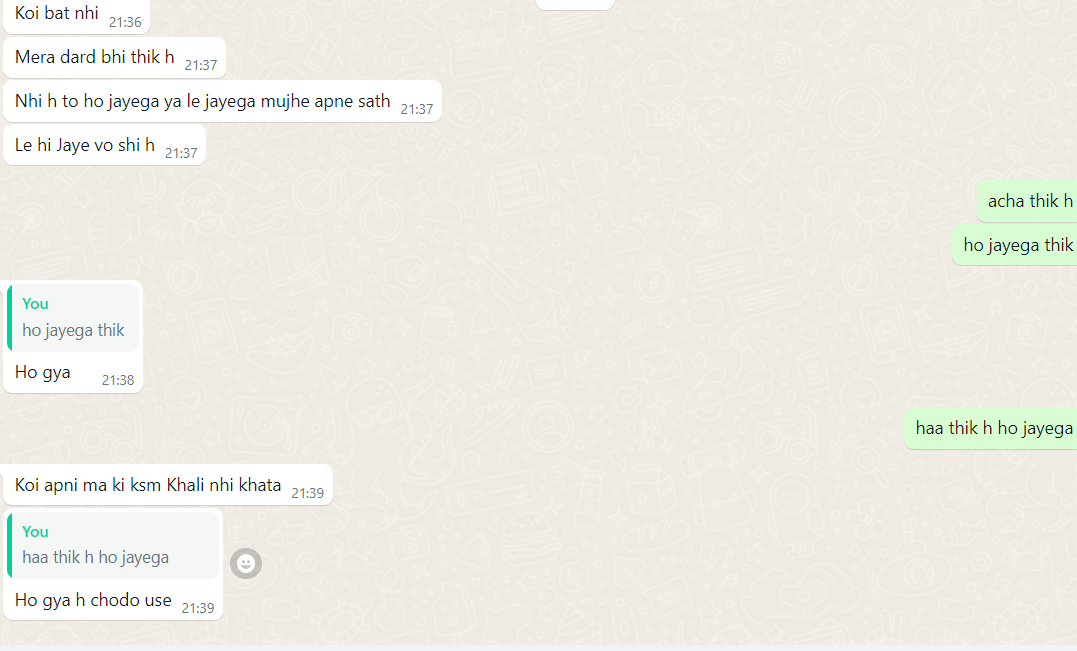 Koi bat nhi 21:36
Mera dard bhi thik h 21:37
Nhi h to ho jayega ya le jayega mujhe apne sath 21:37
Le hi Jaye vo shi h 21:37
acha thik h
ho jayega thik
You
ho jayega thik
Ho gya 21:38
haa thik h ho jayega
Koi apni ma ki ksm Khali nhi khata 21:39
You
haa thik h ho jayega
Ho gya h chodo use 21:39